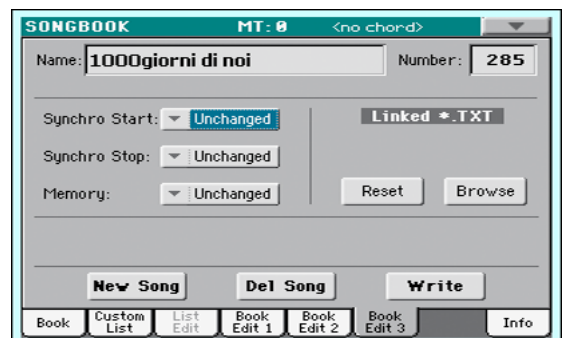 SONGBOOK MT:0 <no chord>
Name: 1000giorni di noi Number: 285
Synchro Start: Unchanged Linked *.TXT
Synchro Stop: Unchanged
Memory: Unchanged Reset Browse
New Song Del Song Write
Book Custom List List Edit Book Edit 1 Book Edit 2 Book Edit 3 Info